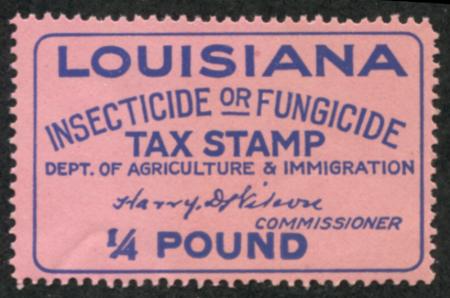 LOUISIANA
INSECTICIDE OR FUNGICIDE
TAX STAMP
DEPT. OF AGRICULTURE & IMMIGRATION
Harry D. Wilson
COMMISSIONER
1/4 POUND